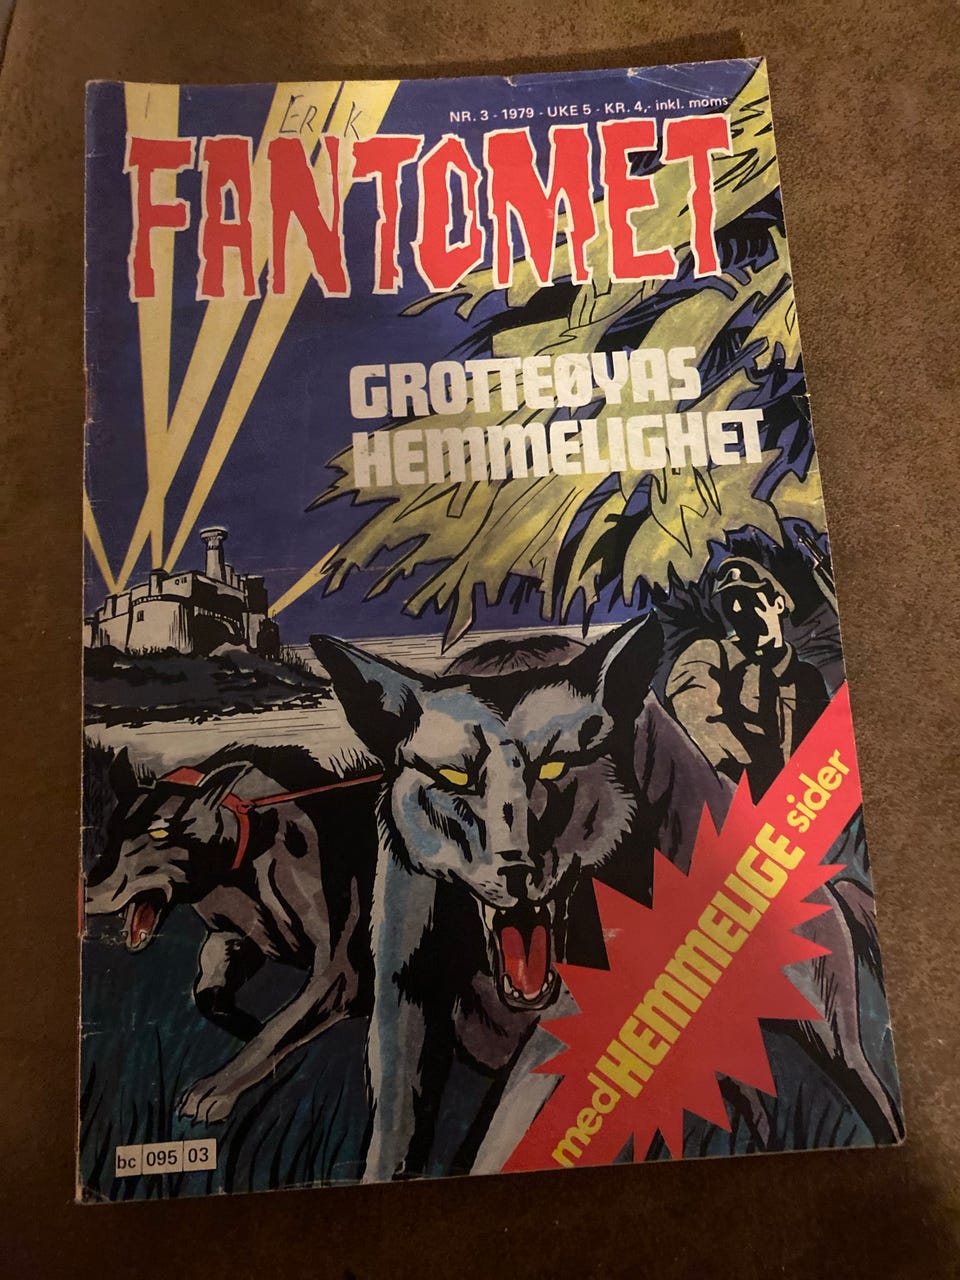 ERIK
NR. 3 - 1979 - UKE 5 - KR. 4,- inkl. moms
FANTOMET
GROTTEØYAS
HEMMELIGHET
med HEMMELIGE sider
bc 095 03